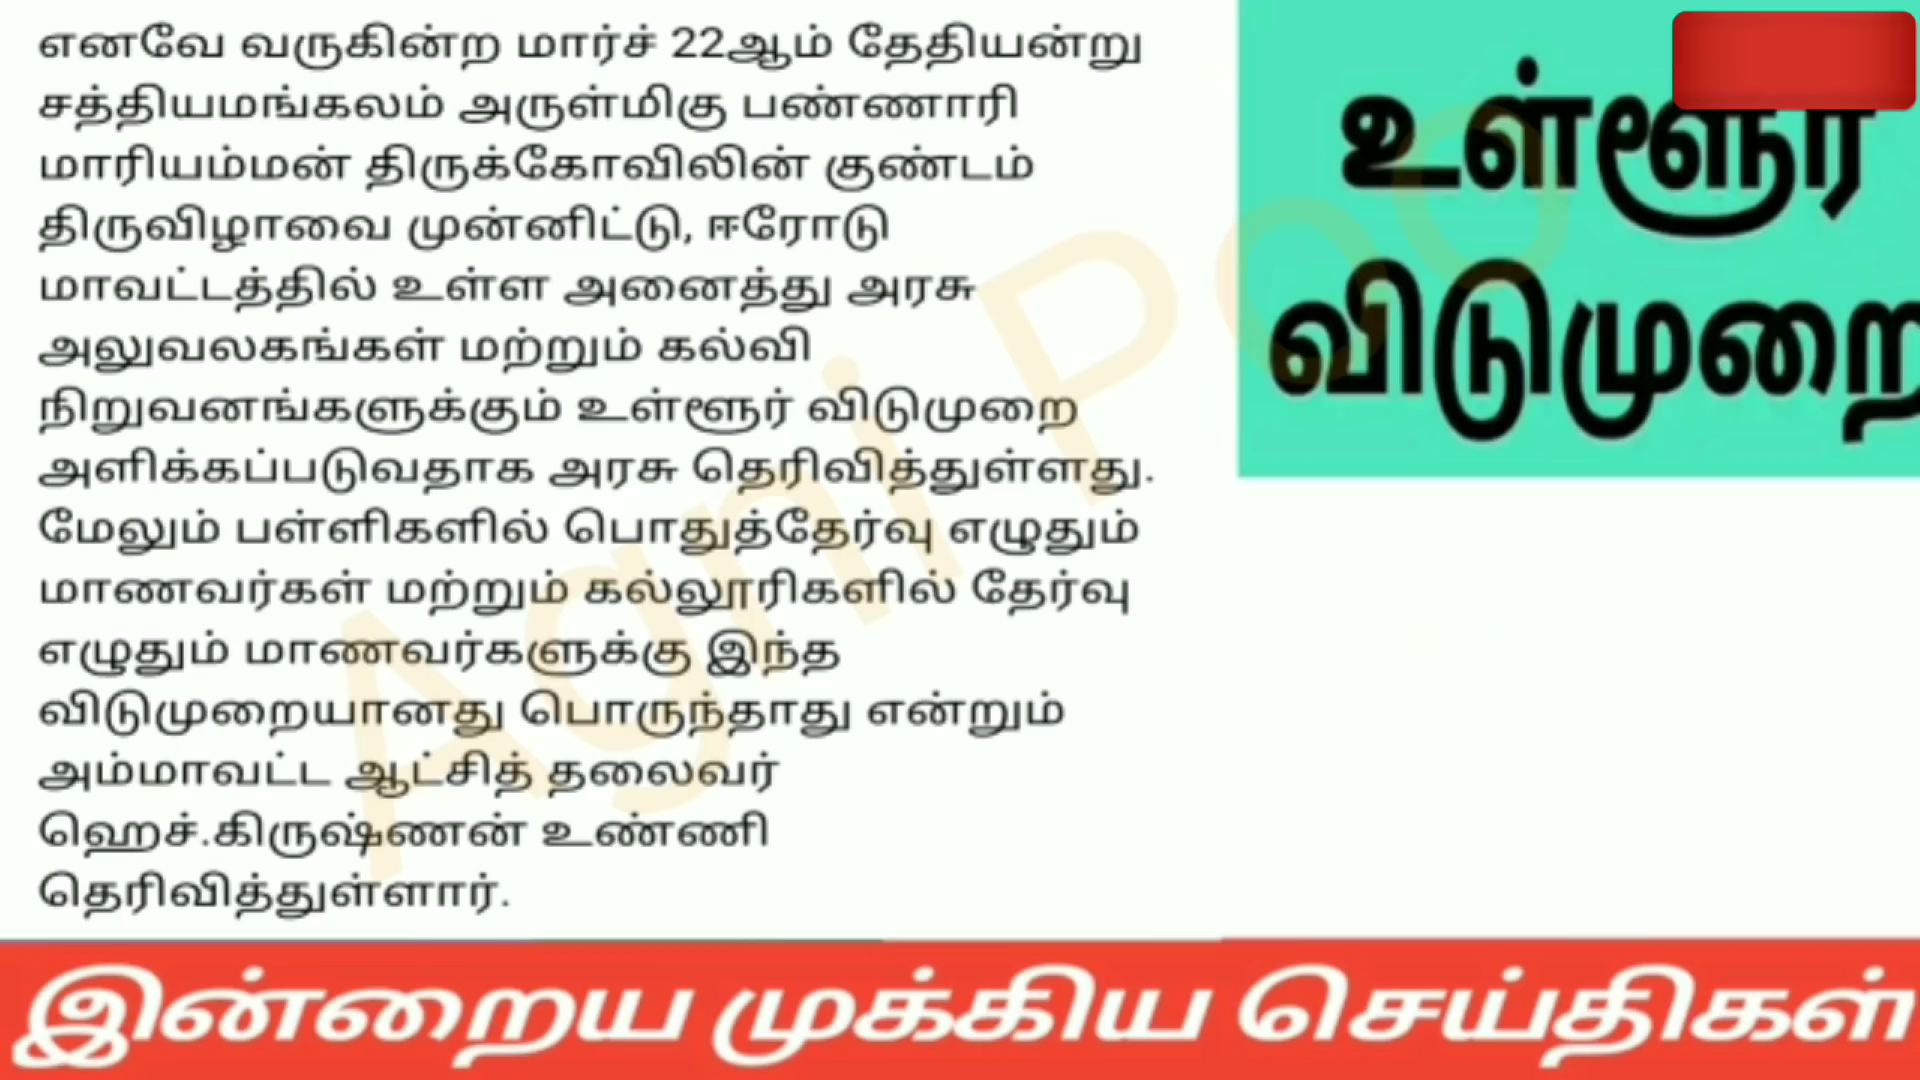 எனவே வருகின்ற மார்ச் 22ஆம் தேதியன்று
சத்தியமங்கலம் அருள்மிகு பண்ணாரி
மாரியம்மன் திருக்கோவிலின் குண்டம்
திருவிழாவை முன்னிட்டு, ஈரோடு
மாவட்டத்தில் உள்ள அனைத்து அரசு
அலுவலகங்கள் மற்றும் கல்வி
நிறுவனங்களுக்கும் உள்ளூர் விடுமுறை
அளிக்கப்படுவதாக அரசு தெரிவித்துள்ளது.
மேலும் பள்ளிகளில் பொதுத்தேர்வு எழுதும்
மாணவர்கள் மற்றும் கல்லூரிகளில் தேர்வு
எழுதும் மாணவர்களுக்கு இந்த
விடுமுறையானது பொருந்தாது என்றும்
அம்மாவட்ட ஆட்சித் தலைவர்
ஹெச்.கிருஷ்ணன் உண்ணி
தெரிவித்துள்ளார்.
உள்ளூர்
விடுமுறை
Agni Poo
இன்றைய முக்கிய செய்திகள்